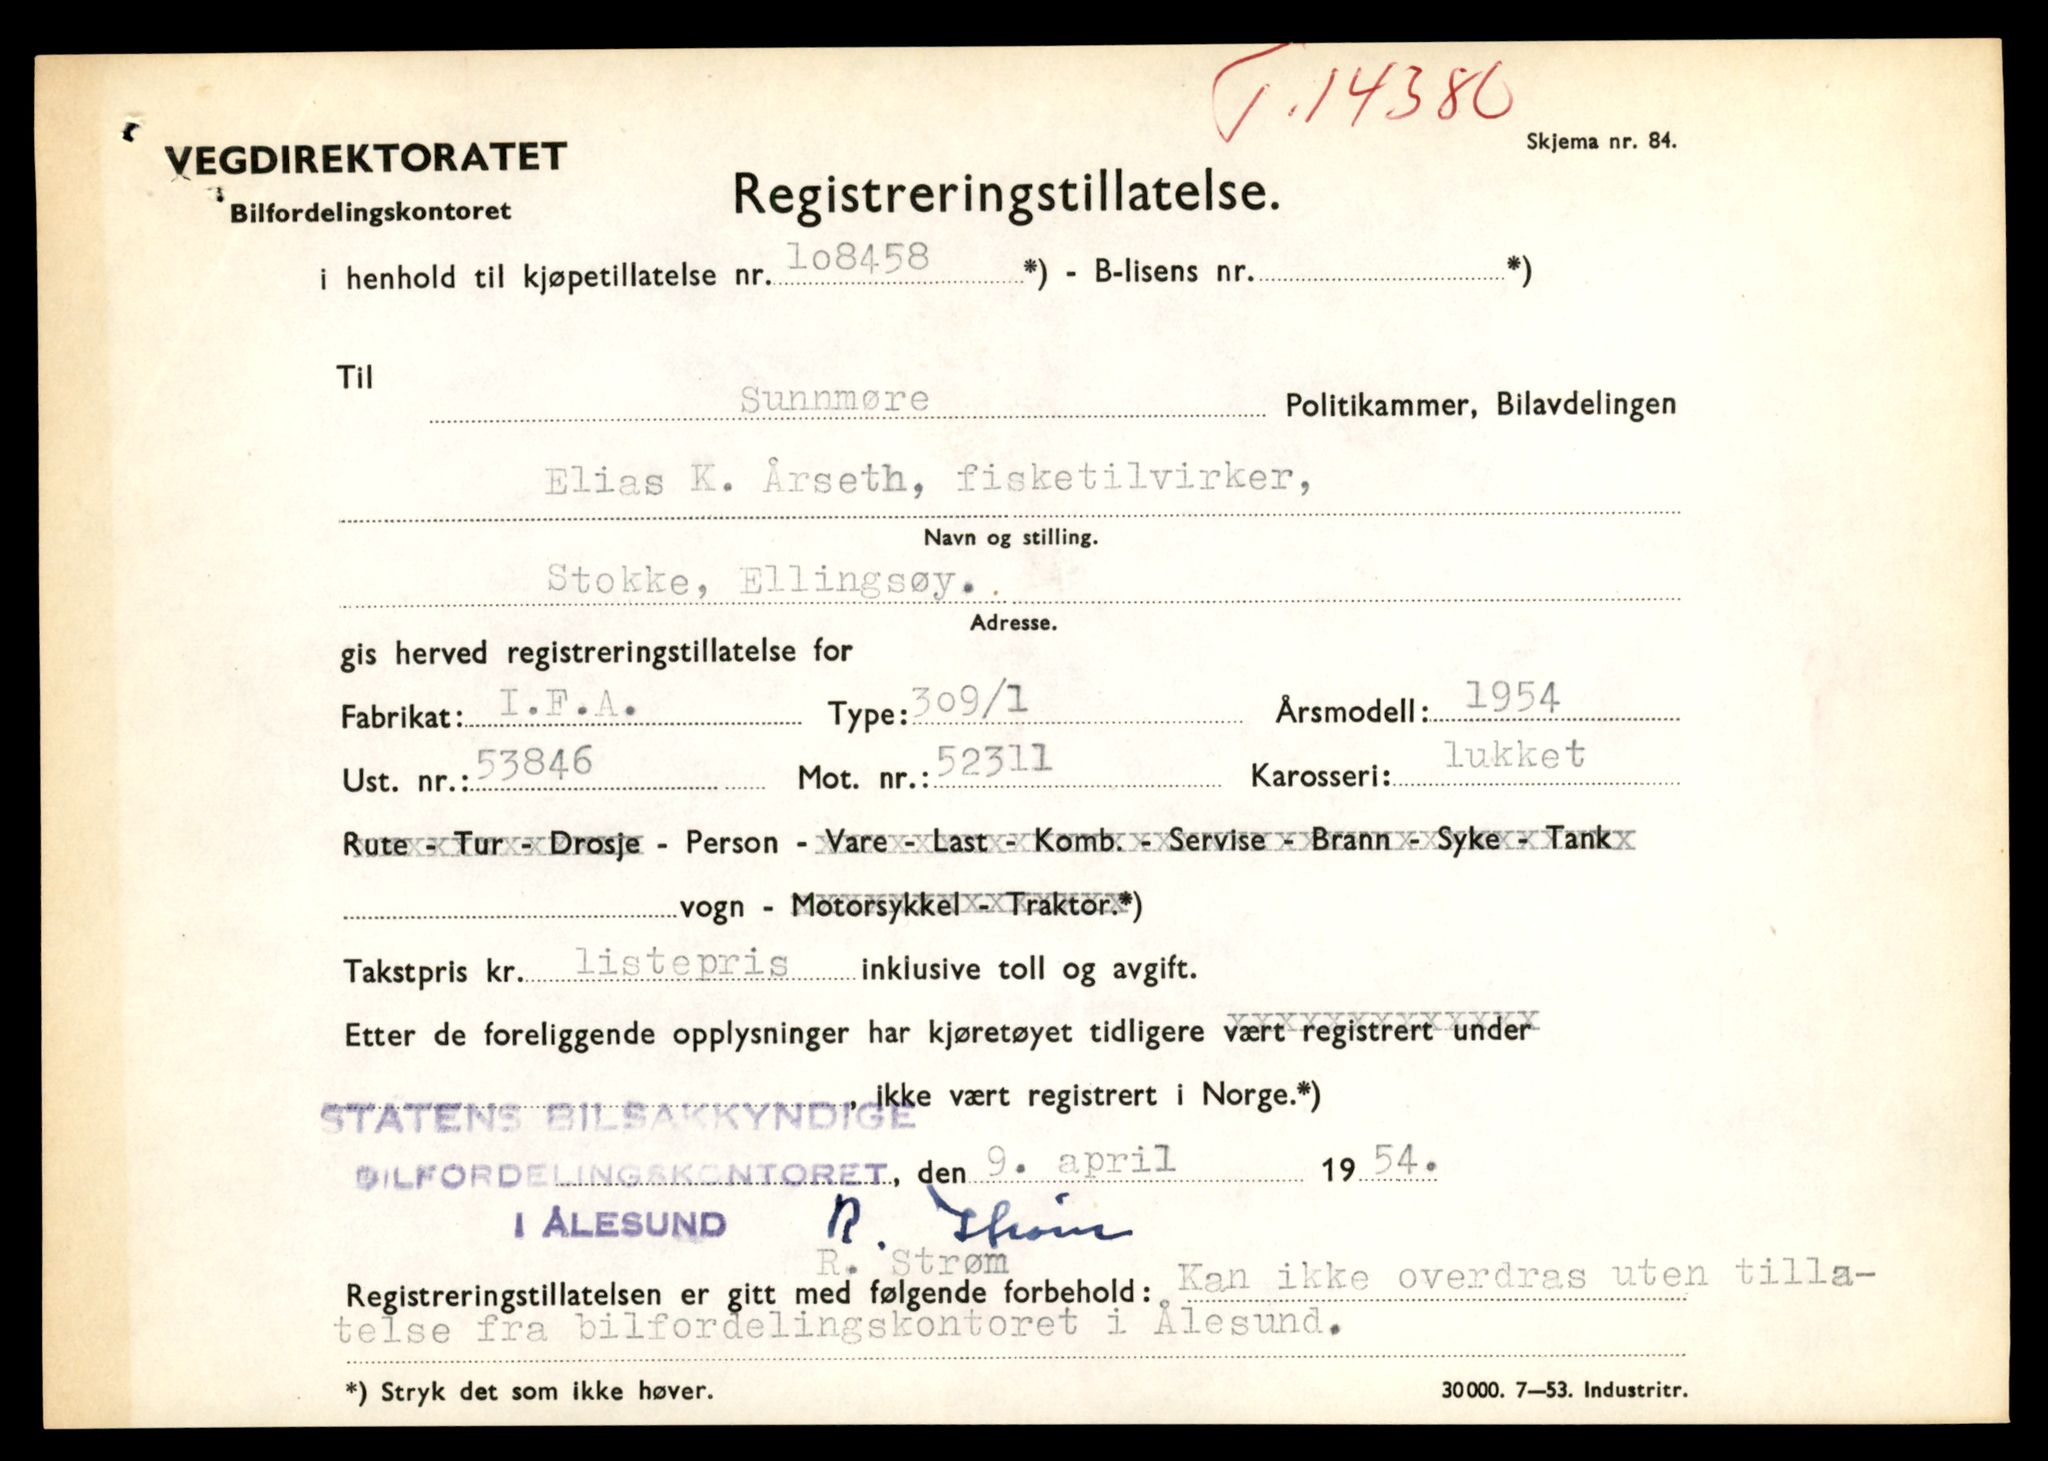 T. 14380
Skjema nr. 84.
VEGDIREKTORATET
Bilfordelingskontoret
Registreringstillatelse.
i henhold til kjøpetillatelse nr. lo8458 *) - B-lisens nr. *)
Til Sunnmøre Politikammer, Bilavdelingen
Elias K. Årseth, fisketilvirker,
Navn og stilling.
Stokke, Ellingsøy.
Adresse.
gis herved registreringstillatelse for
Fabrikat: I.F.A. Type: 3o9/1 Årsmodell: 1954
Ust. nr.: 53846 Mot. nr.: 52311 Karosseri: lukket
Rute - Tur - Drosje - Person - Vare - Last - Komb. - Servise - Brann - Syke - Tank
vogn - Motorsykkel - Traktor.*)
Takstpris kr. listepris inklusive toll og avgift.
Etter de foreliggende opplysninger har kjøretøyet tidligere vært registrert under
, ikke vært registrert i Norge.*)
STATENS BILSAKKYNDIGE
BILFORDELINGSKONTORET, den 9. april 1954.
I ÅLESUND R. Strøm
R. Strøm
Registreringstillatelsen er gitt med følgende forbehold: Kan ikke overdras uten tilla-
telse fra bilfordelingskontoret i Ålesund.
*) Stryk det som ikke høver.
30000. 7—53. Industritr.